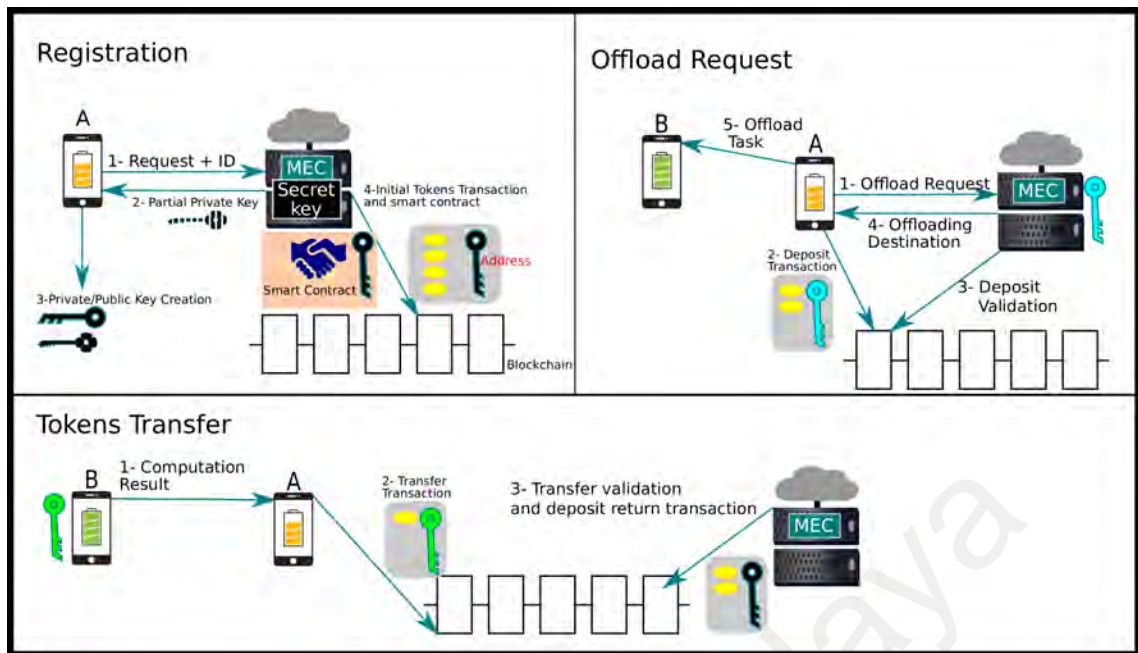 Registration
A
1- Request + ID
MEC
Secret
key
2- Partial Private Key
4-Initial Tokens Transaction
and smart contract
Address
Smart Contract
3-Private/Public Key Creation
Blockchain
Offload Request
B
5- Offload
Task
A
1- Offload Request
MEC
4- Offloading
Destination
2- Deposit
Transaction
3- Deposit
Validation
Tokens Transfer
B
1- Computation
Result
A
2- Transfer
Transaction
3- Transfer validation
and deposit return transaction
MEC
laya